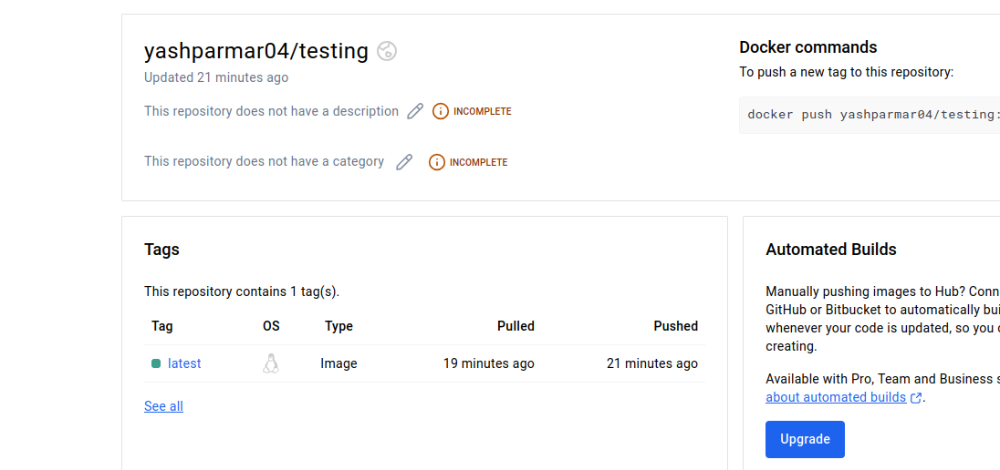 yashparmar04/testing
Updated 21 minutes ago
This repository does not have a description INCOMPLETE
This repository does not have a category INCOMPLETE
Docker commands
To push a new tag to this repository:
docker push yashparmar04/testing:
Tags
This repository contains 1 tag(s).
Tag OS Type Pulled Pushed
latest Image 19 minutes ago 21 minutes ago
See all
Automated Builds
Manually pushing images to Hub? Conn
GitHub or Bitbucket to automatically bui
whenever your code is updated, so you
creating.
Available with Pro, Team and Business s
about automated builds .
Upgrade